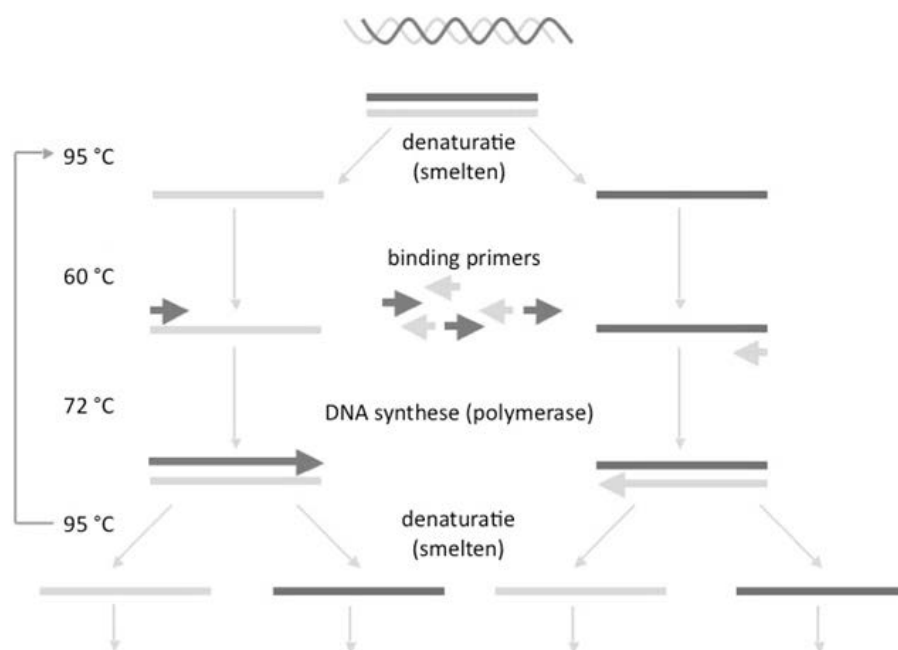 denaturatie
(smelten)
95 °C
binding primers
60 °C
72 °C
DNA synthese (polymerase)
95 °C
denaturatie
(smelten)